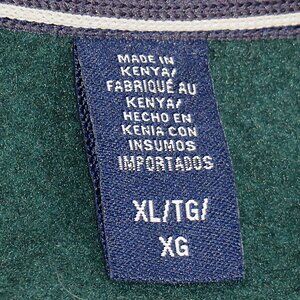 MADE IN
KENYA/
FABRIQUÉ AU
KENYA/
HECHO EN
KENIA CON
INSUMOS
IMPORTADOS
XL/TG/
XG